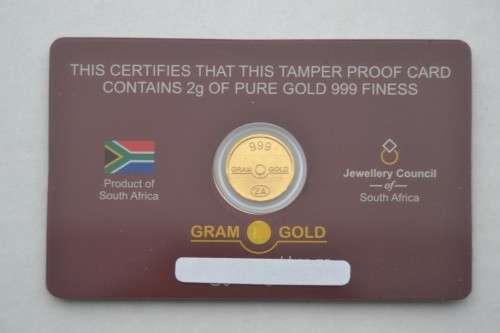 THIS CERTIFIES THAT THIS TAMPER PROOF CARD
CONTAINS 2g OF PURE GOLD 999 FINESS
Product of
South Africa
999
GRAM GOLD
ZA
Jewellery Council
of
South Africa
GRAM GOLD